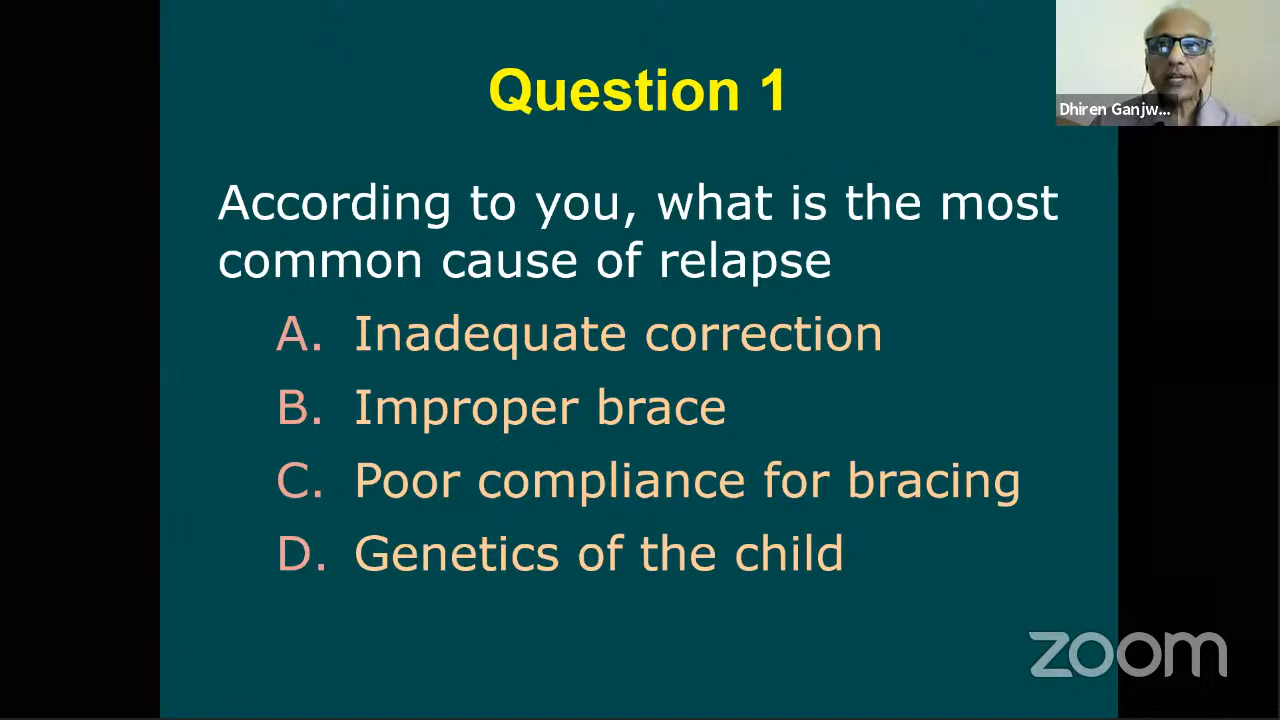 Question 1
Dhiren Ganjw...
According to you, what is the most
common cause of relapse
A. Inadequate correction
B. Improper brace
C. Poor compliance for bracing
D. Genetics of the child
zoom